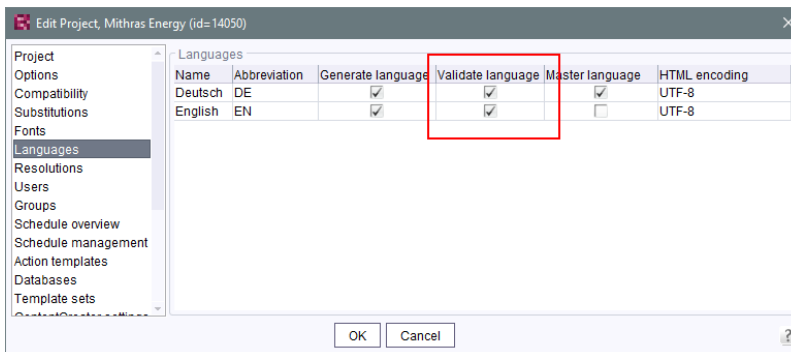 Edit Project, Mithras Energy (id=14050)
Project
Options
Compatibility
Substitutions
Fonts
Languages
Resolutions
Users
Groups
Schedule overview
Schedule management
Action templates
Databases
Template sets
Languages
Name Abbreviation Generate language Validate language Master language HTML encoding
Deutsch DE UTF-8
English EN UTF-8
OK Cancel ?